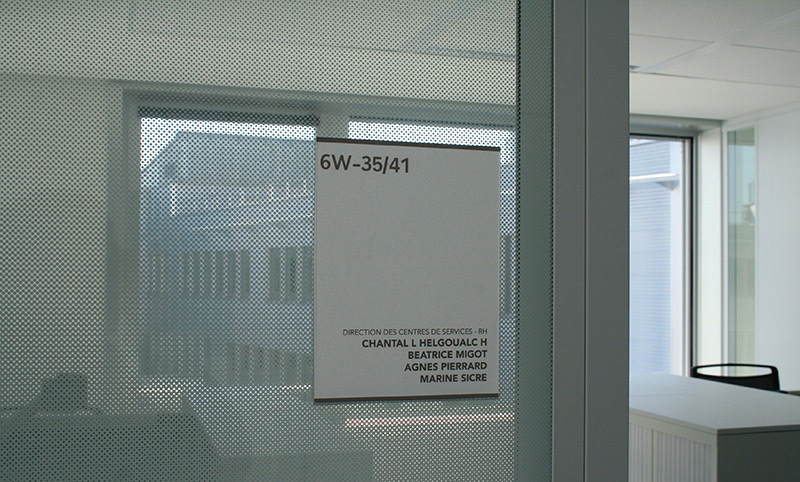 6W-35/41
DIRECTION DES CENTRES DE SERVICES - RH
CHANTAL L HELGOUALC H
BEATRICE MIGOT
AGNES PIERRARD
MARINE SICRE